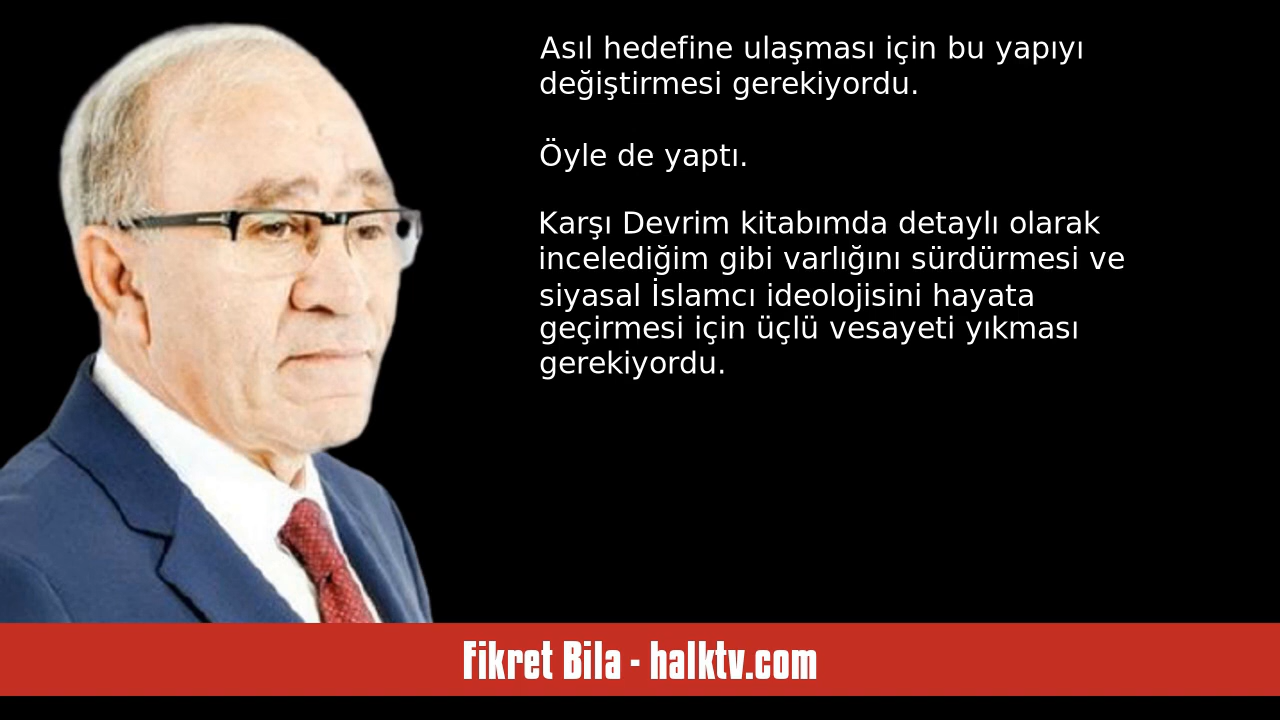 Asıl hedefine ulaşması için bu yapıyı
değiştirmesi gerekiyordu.
Öyle de yaptı.
Karşı Devrim kitabımda detaylı olarak
incelediğim gibi varlığını sürdürmesi ve
siyasal İslamcı ideolojisini hayata
geçirmesi için üçlü vesayeti yıkması
gerekiyordu.
Fikret Bila - halktv.com